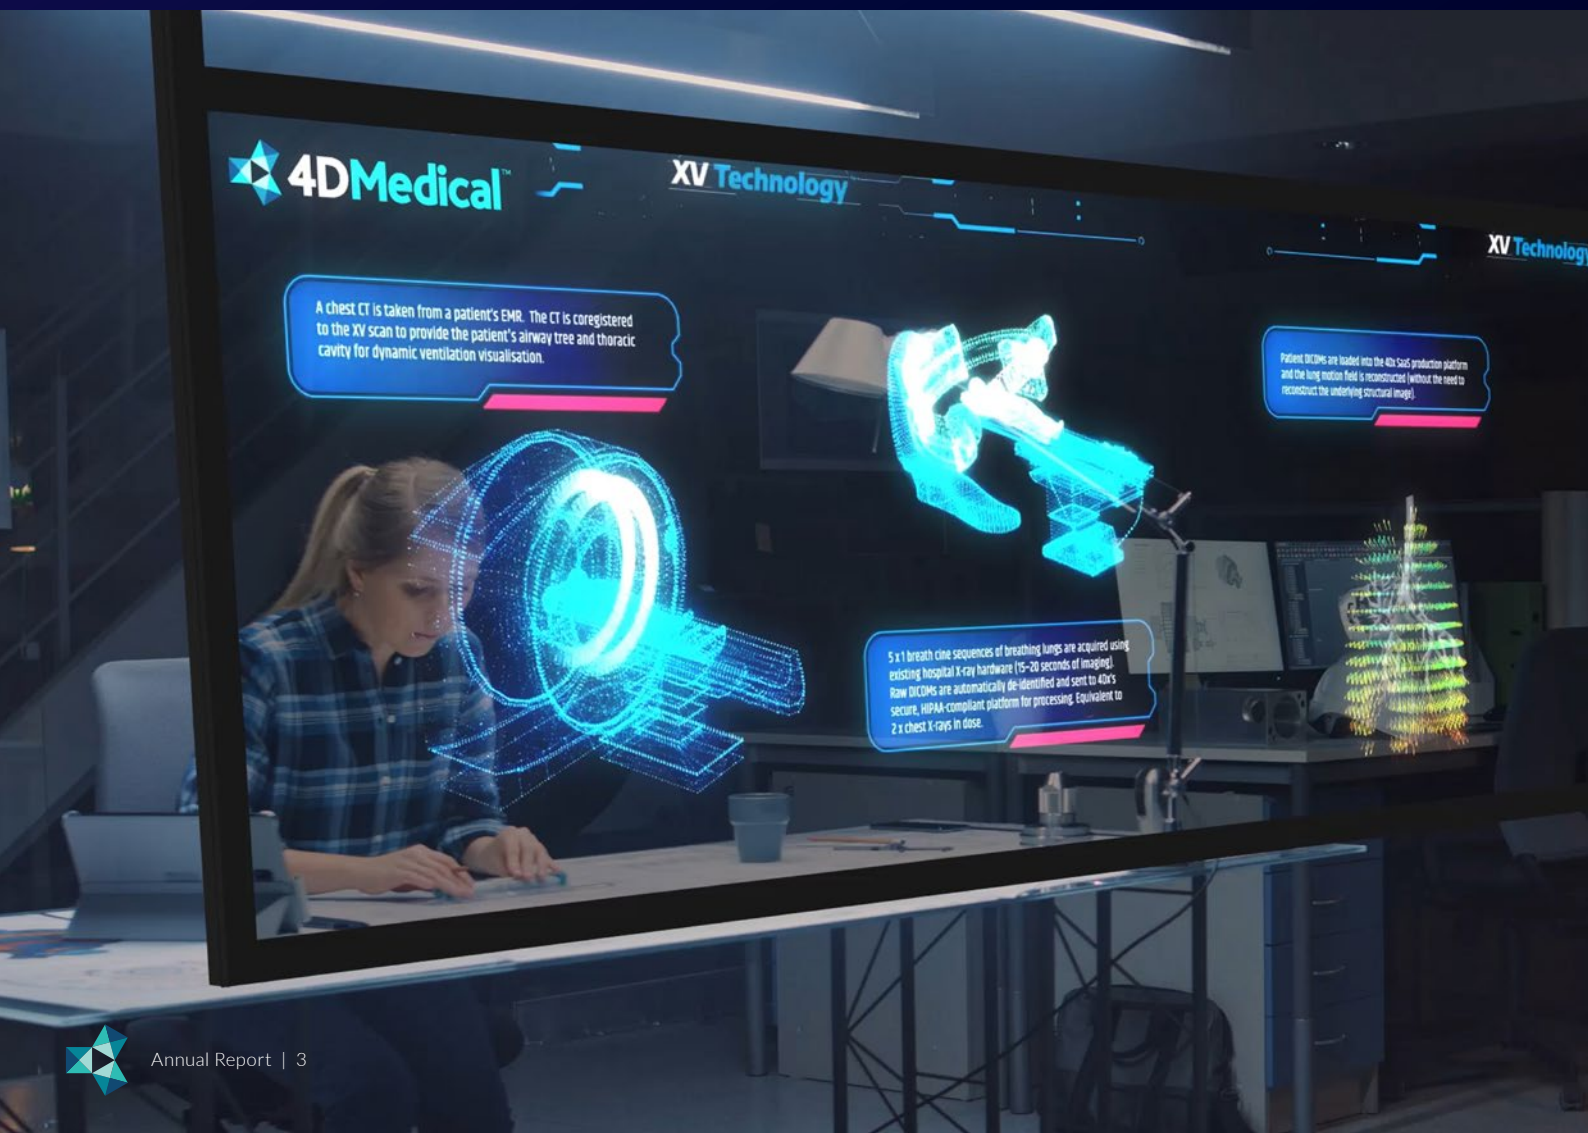 4DMedical™
XV Technology
XV Technology
A chest CT is taken from a patient's EMR. The CT is coregistered
to the XV scan to provide the patient's airway tree and thoracic
cavity for dynamic ventilation visualisation.
Patient DICOMs are loaded into the 4Dx SaaS production platform
and the lung motion field is reconstructed (without the need to
reconstruct the underlying structural image).
5 x 1 breath cine sequences of breathing lungs are acquired using
existing hospital X-ray hardware (15–20 seconds of imaging).
Raw DICOMs are automatically de-identified and sent to 4Dx's
secure, HIPAA-compliant platform for processing. Equivalent to
2 x chest X-rays in dose.
Annual Report | 3